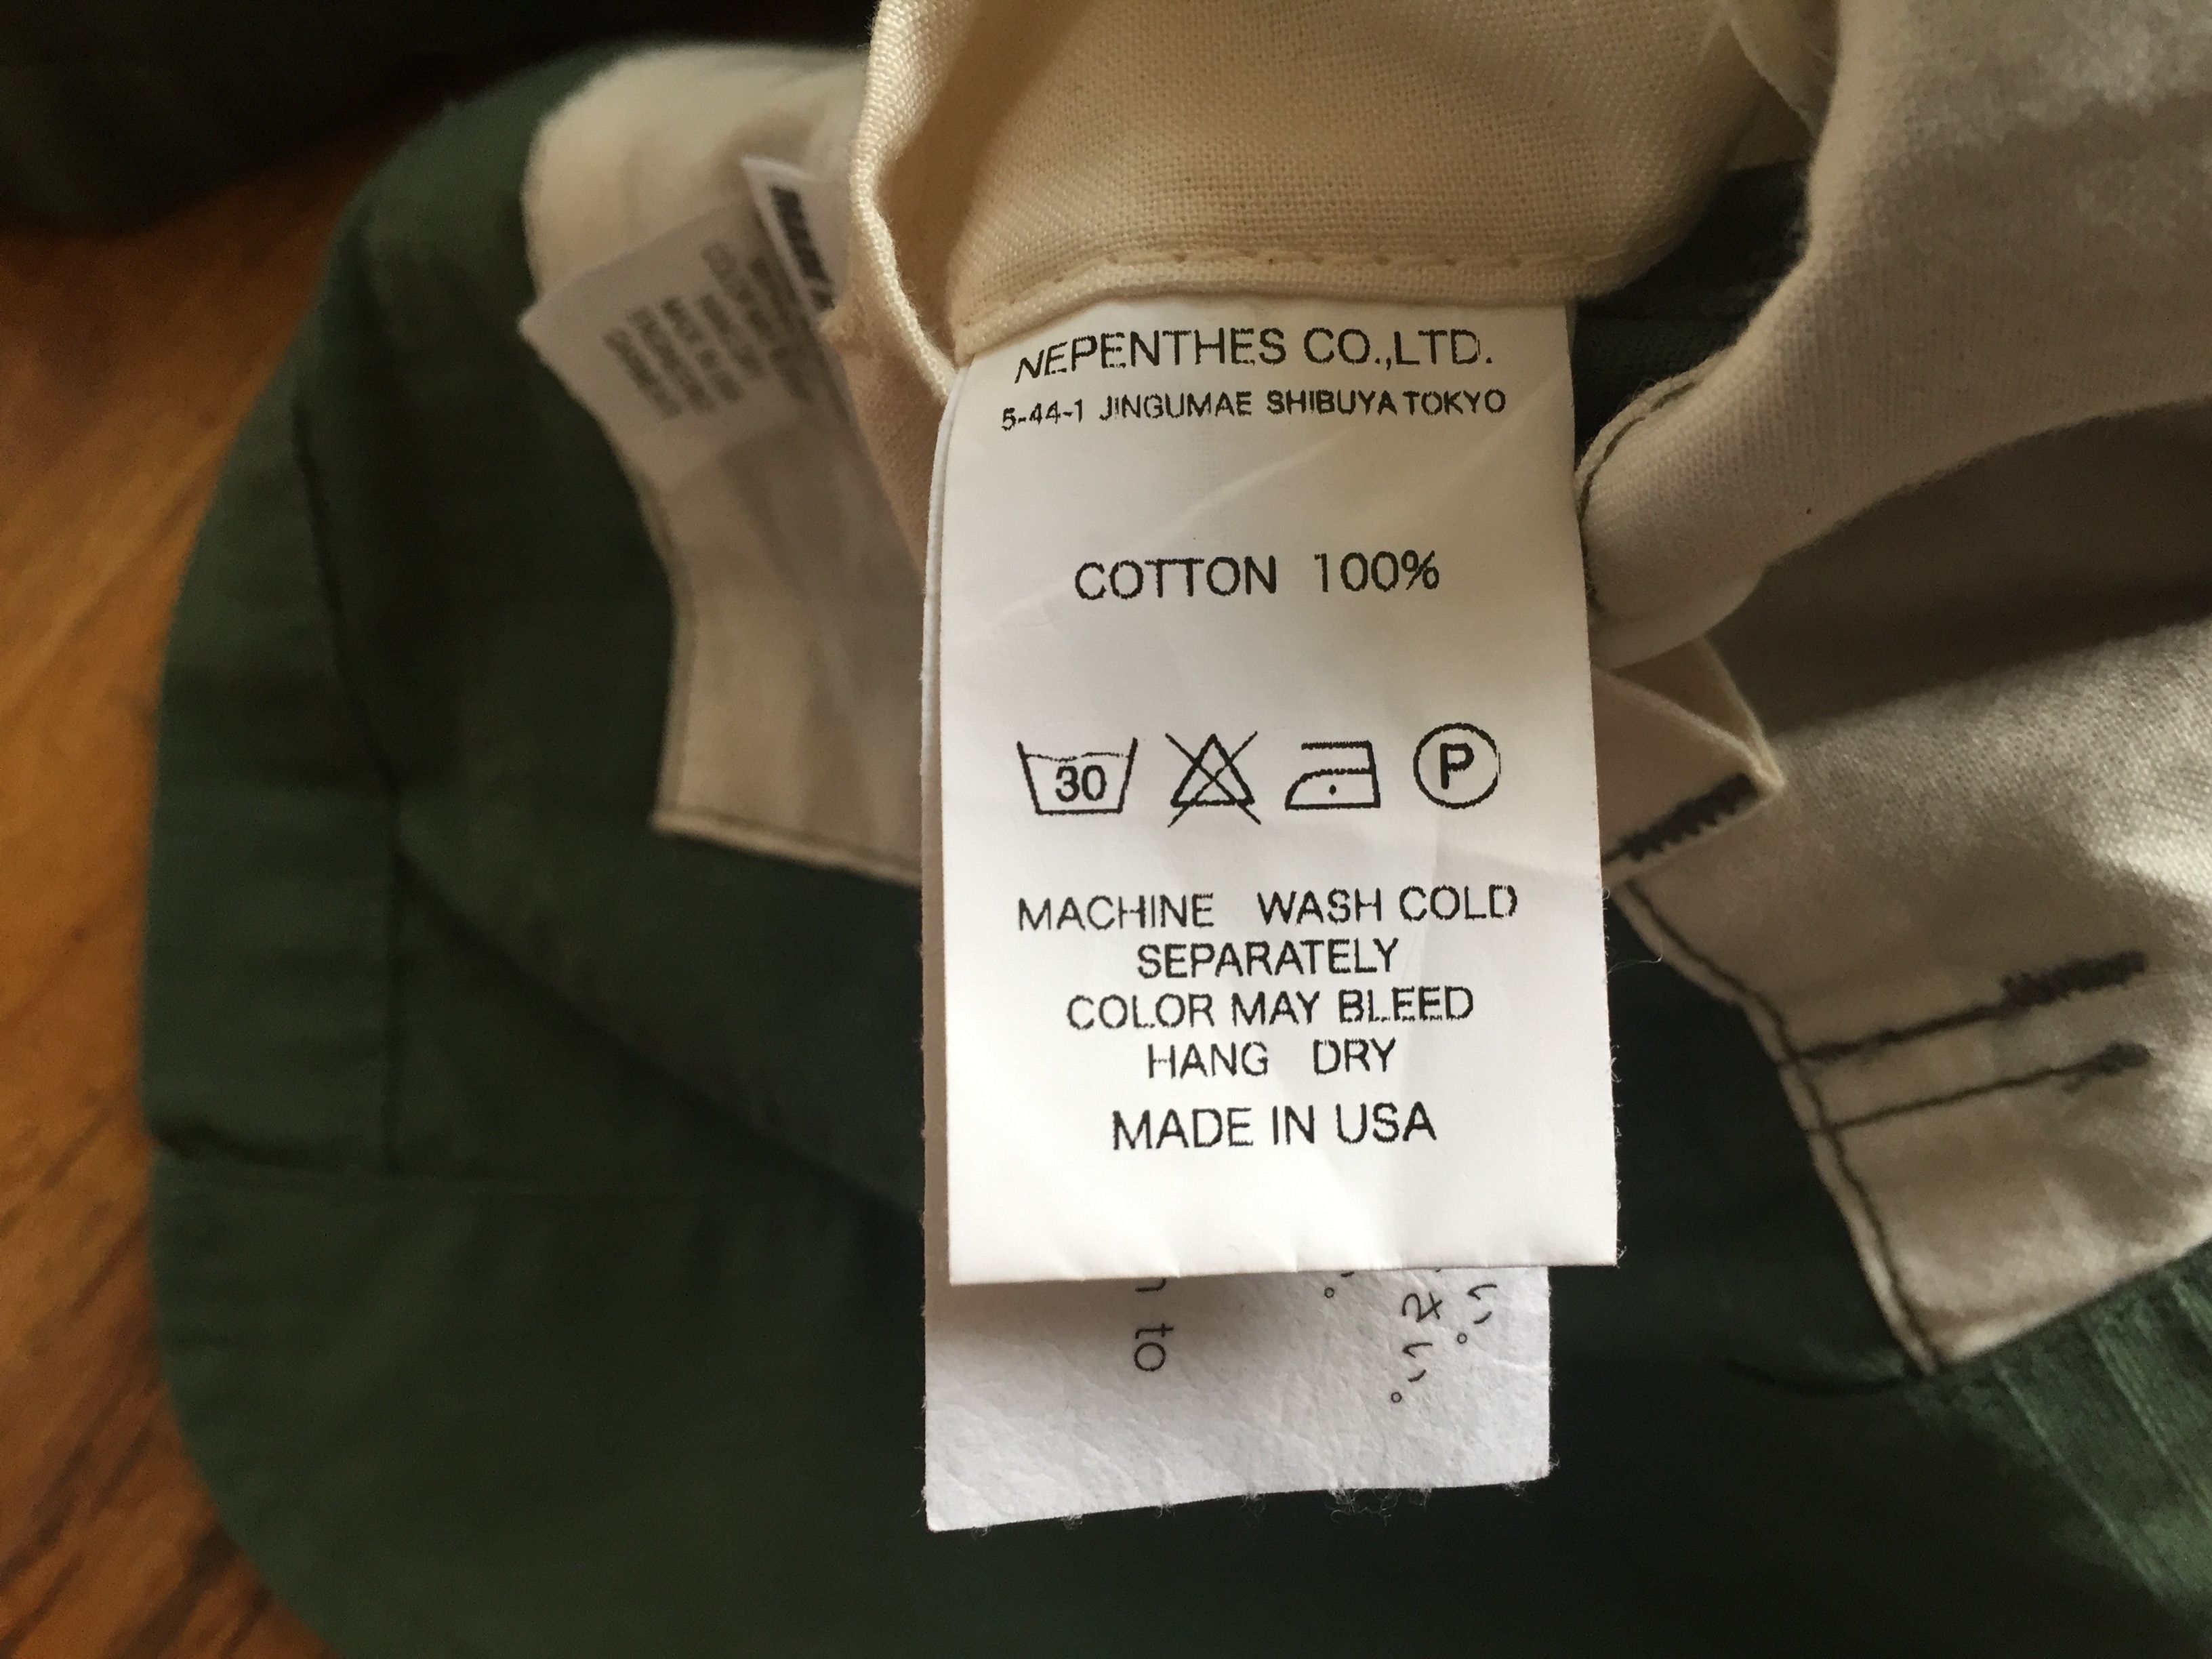 NEPENTHES CO.,LTD.
5-44-1 JINGUMAE SHIBUYA TOKYO
COTTON 100%
30
P
MACHINE WASH COLD
SEPARATELY
COLOR MAY BLEED
HANG DRY
MADE IN USA
to